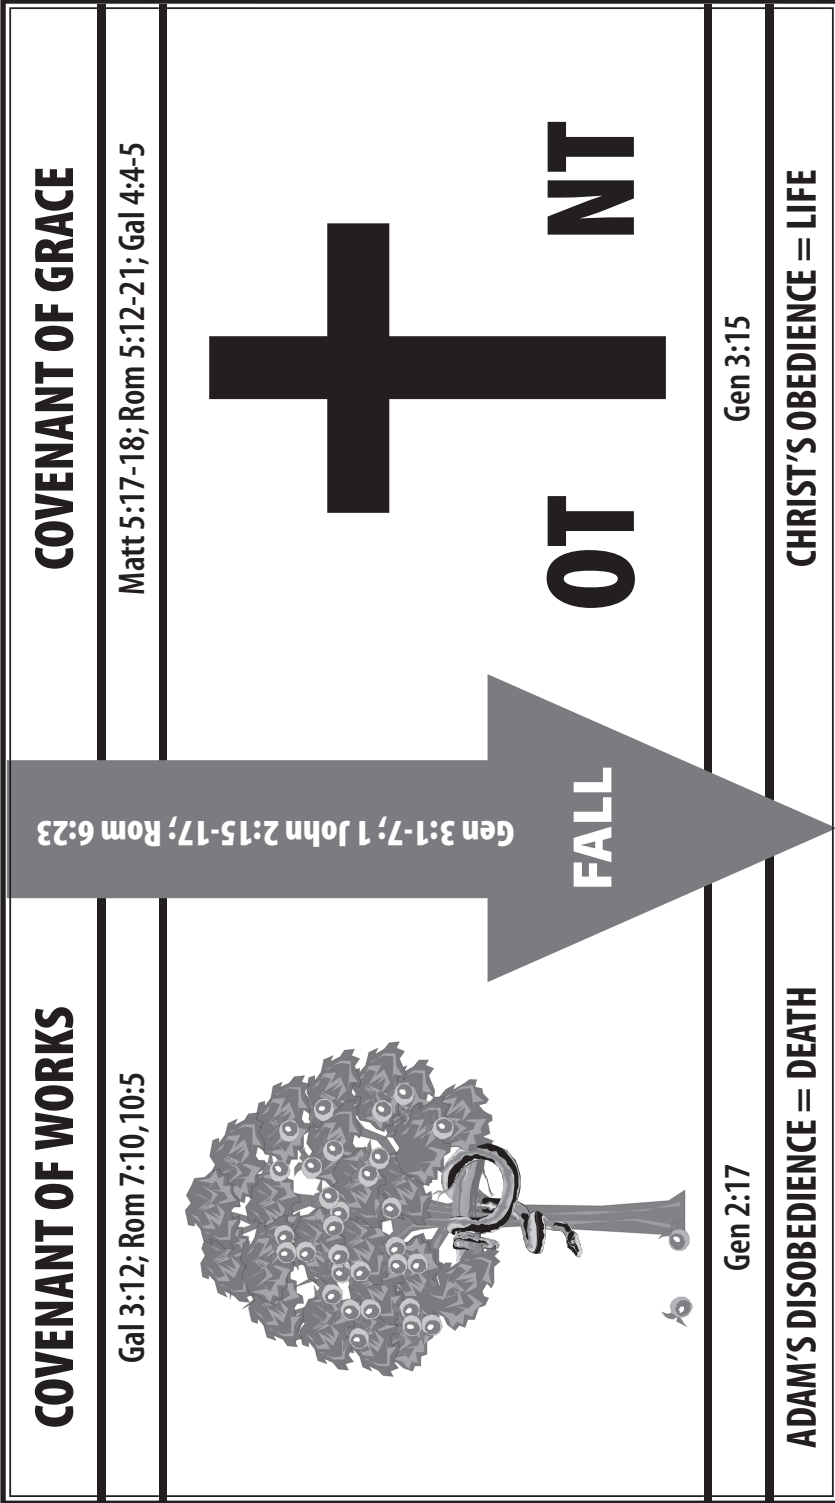 COVENANT OF WORKS
COVENANT OF GRACE
Gal 3:12; Rom 7:10,10:5
Matt 5:17-18; Rom 5:12-21; Gal 4:4-5
Gen 3:1-7; 1 John 2:15-17; Rom 6:23
FALL
OT NT
Gen 2:17
Gen 3:15
ADAM'S DISOBEDIENCE = DEATH
CHRIST'S OBEDIENCE = LIFE